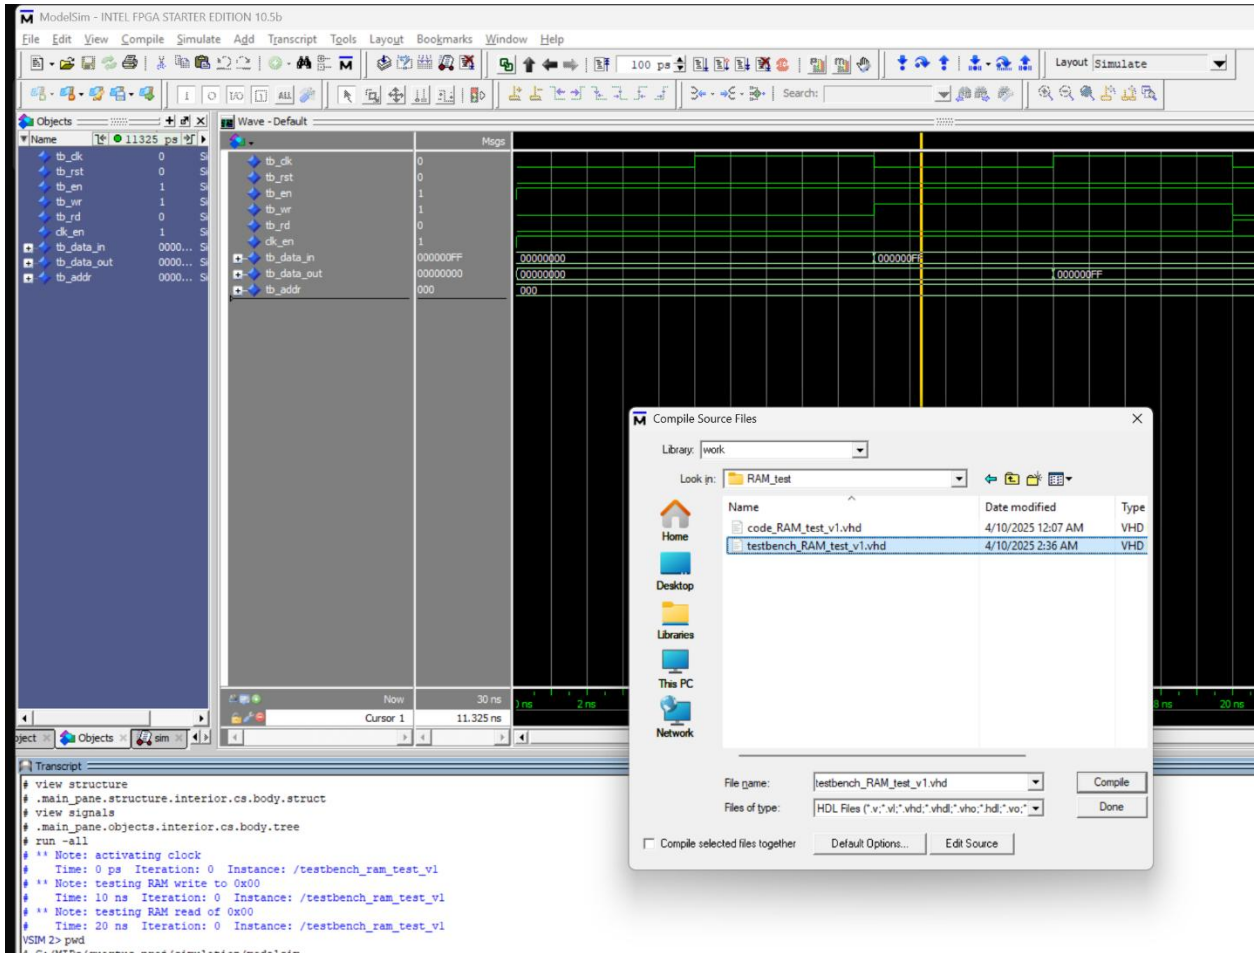 ModelSim - INTEL FPGA STARTER EDITION 10.5b
File Edit View Compile Simulate Add Transcript Tools Layout Bookmarks Window Help
100 ps Layout Simulate
Search:
Objects
Name 11325 ps
tb_clk 0
tb_rst 0
tb_en 1
tb_wr 1
tb_rd 0
clk_en 1
tb_data_in 0000...
tb_data_out 0000...
tb_addr 000
Wave - Default
Msgs
tb_clk 0
tb_rst 0
tb_en 1
tb_wr 1
tb_rd 0
clk_en 1
tb_data_in 000000FF 00000000 000000FF
tb_data_out 00000000 00000000 000000FF
tb_addr 000 000
Now 30 ns
Cursor 1 11.325 ns
2 ns
20 ns
Objects sim
Compile Source Files
Library: work
Look in: RAM_test
Name Date modified Type
code_RAM_test_v1.vhd 4/10/2025 12:07 AM VHD
testbench_RAM_test_v1.vhd 4/10/2025 2:36 AM VHD
Home
Desktop
Libraries
This PC
Network
File name: testbench_RAM_test_v1.vhd Compile
Files of type: HDL Files (*.v;*.vl;*.vhd;*.vhdl;*.vho;*.hdl;*.vo;* Done
Compile selected files together Default Options... Edit Source
Transcript
# view structure
# .main_pane.structure.interior.cs.body.struct
# view signals
# .main_pane.objects.interior.cs.body.tree
# run -all
# ** Note: activating clock
# Time: 0 ps Iteration: 0 Instance: /testbench_ram_test_v1
# ** Note: testing RAM write to 0x00
# Time: 10 ns Iteration: 0 Instance: /testbench_ram_test_v1
# ** Note: testing RAM read of 0x00
# Time: 20 ns Iteration: 0 Instance: /testbench_ram_test_v1
VSIM 2> pwd